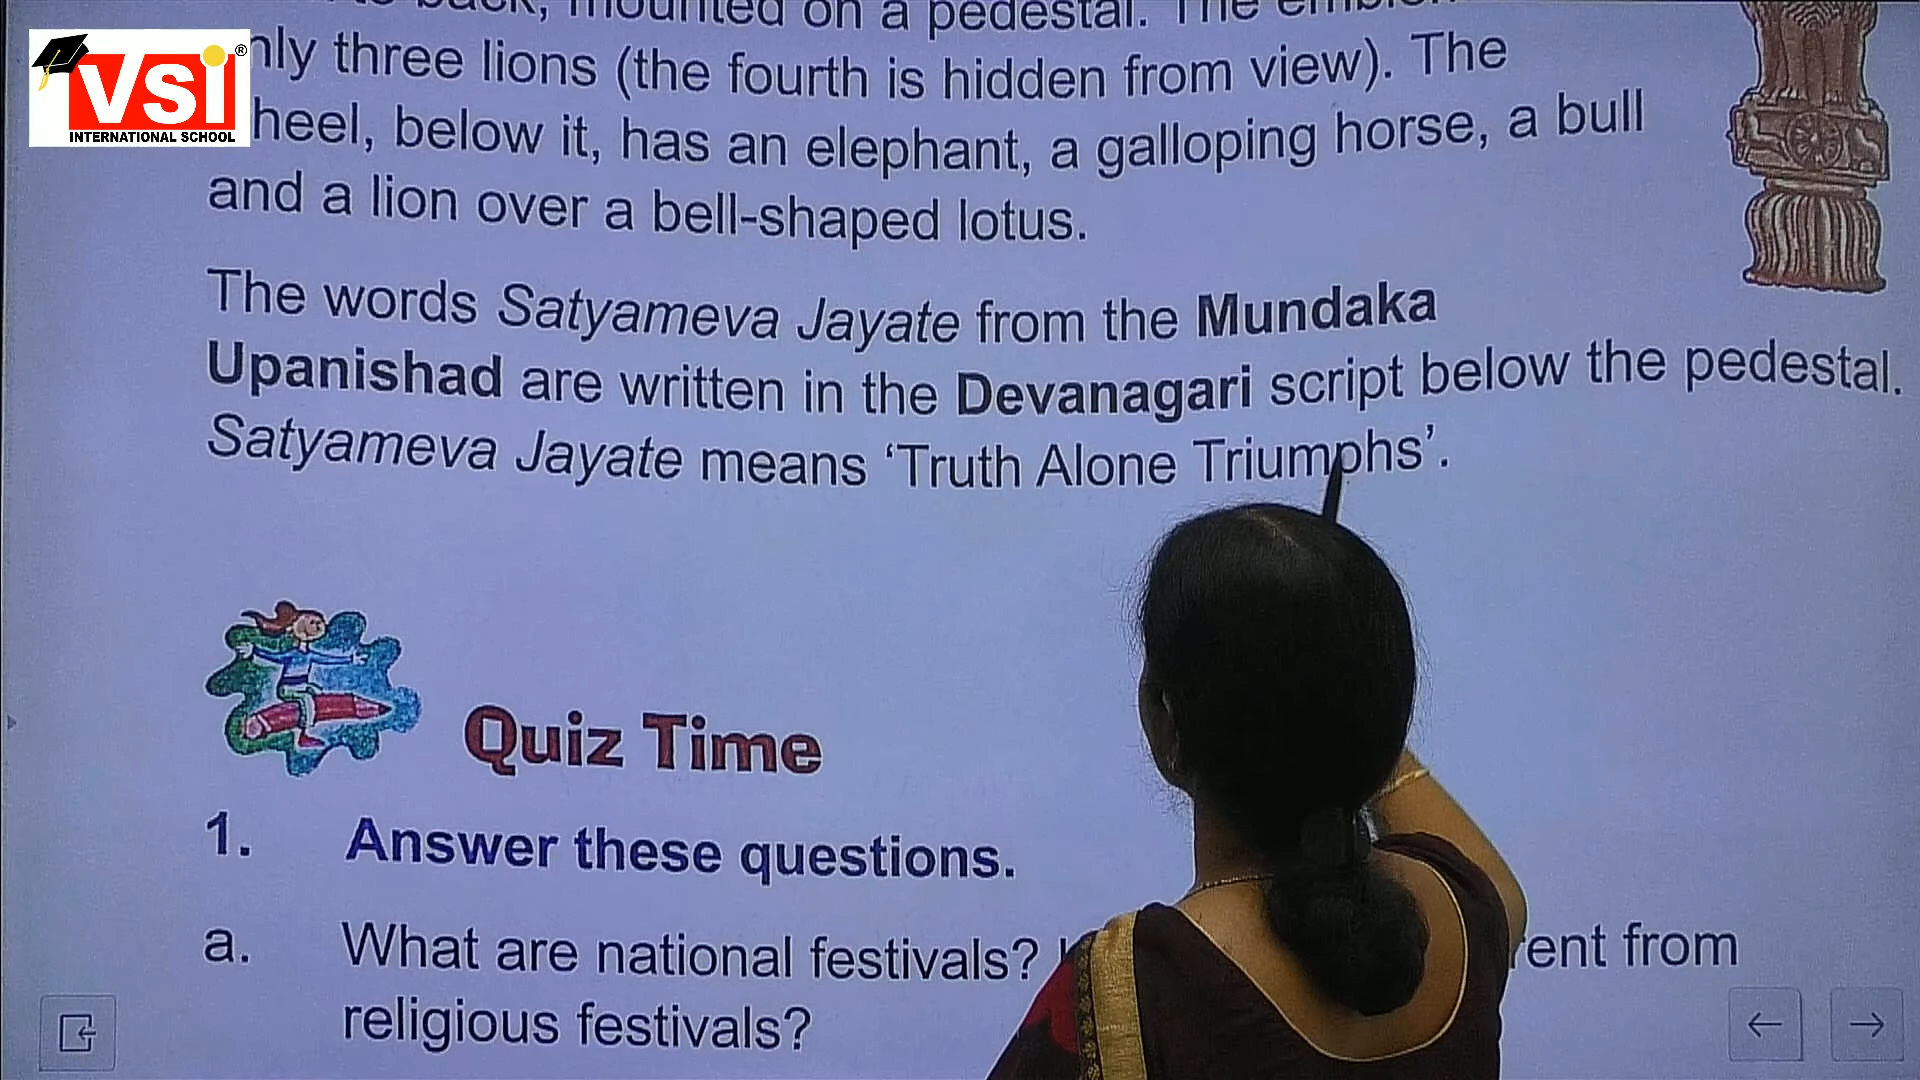 back, mounted on a pedestal. The
VSI ®
INTERNATIONAL SCHOOL
three lions (the fourth is hidden from view). The
below it, has an elephant, a galloping horse, a bull
and a lion over a bell-shaped lotus.
The words Satyameva Jayate from the Mundaka
Upanishad are written in the Devanagari script below the pedestal.
Satyameva Jayate means ‘Truth Alone Triumphs’.
Quiz Time
1. Answer these questions.
a. What are national festivals? from
religious festivals?